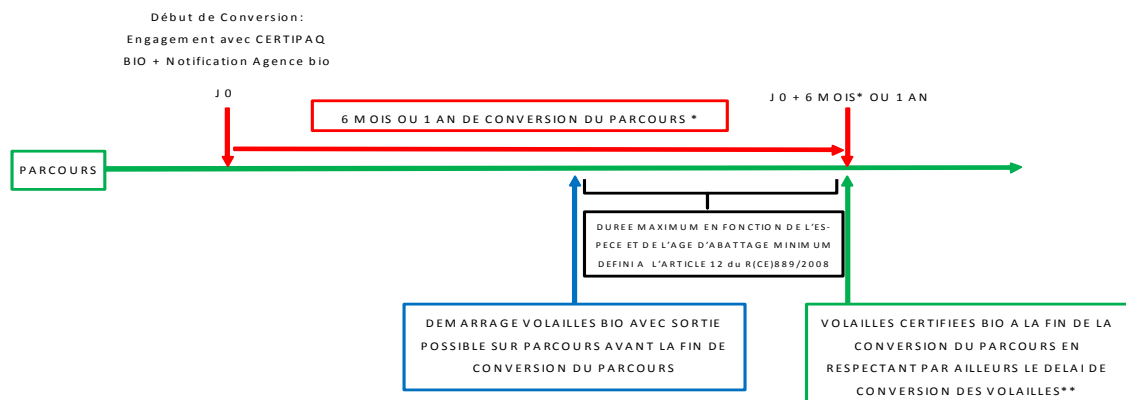 Début de Conversion:
Engagement avec CERTIPAQ
BIO + Notification Agence bio
J 0
J 0 + 6 MOIS* OU 1 AN
6 MOIS OU 1 AN DE CONVERSION DU PARCOURS *
PARCOURS
DUREE MAXIMUM EN FONCTION DE L'ES-
PECE ET DE L'AGE D'ABATTAGE MINIMUM
DEFINI A L'ARTICLE 12 du R(CE)889/2008
DEMARRAGE VOLAILLES BIO AVEC SORTIE
POSSIBLE SUR PARCOURS AVANT LA FIN DE
CONVERSION DU PARCOURS
VOLAILLES CERTIFIEES BIO A LA FIN DE LA
CONVERSION DU PARCOURS EN
RESPECTANT PAR AILLEURS LE DELAI DE
CONVERSION DES VOLAILLES**